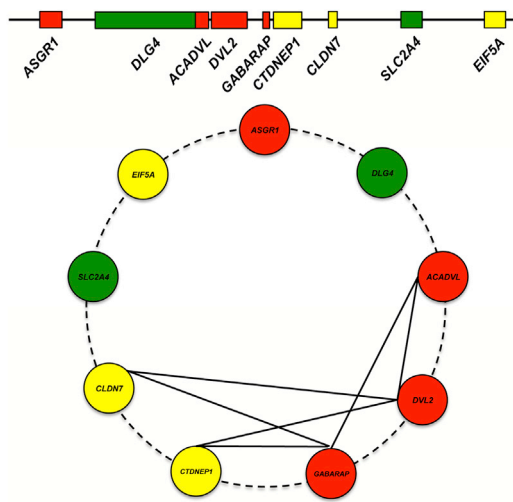 ASGR1
DLG4
ACADVL
DVL2
GABARAP
CTDNEP1
CLDN7
SLC2A4
EIF5A
ASGR1
EIF5A
DLG4
SLC2A4
ACADVL
CLDN7
DVL2
CTDNEP1
GABARAP